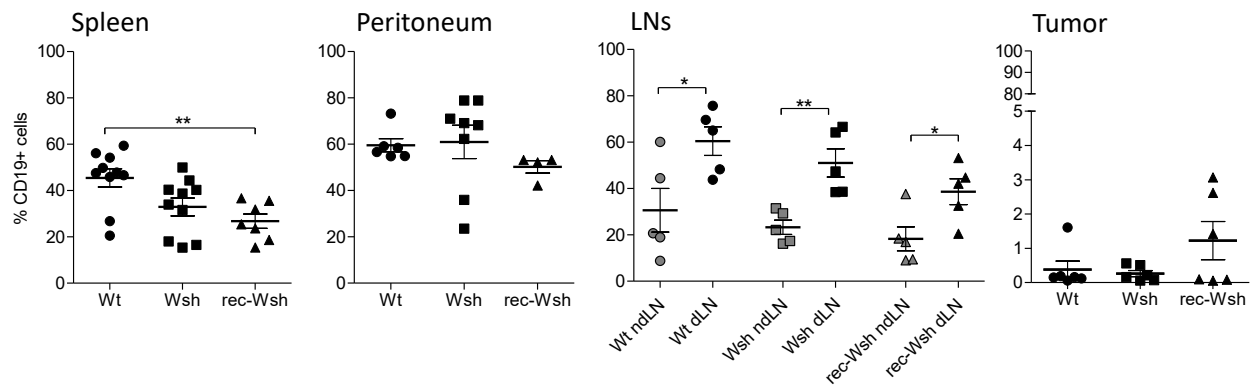 Spleen
Peritoneum
LNs
Tumor
% CD19+ cells
100
80
60
40
20
0
**
Wt
Wsh
rec-Wsh
100
80
60
40
20
0
Wt
Wsh
rec-Wsh
100
80
60
40
20
0
*
**
*
Wt ndLN
Wt dLN
Wsh ndLN
Wsh dLN
rec-Wsh ndLN
rec-Wsh dLN
100
90
80
5
4
3
2
1
0
Wt
Wsh
rec-Wsh